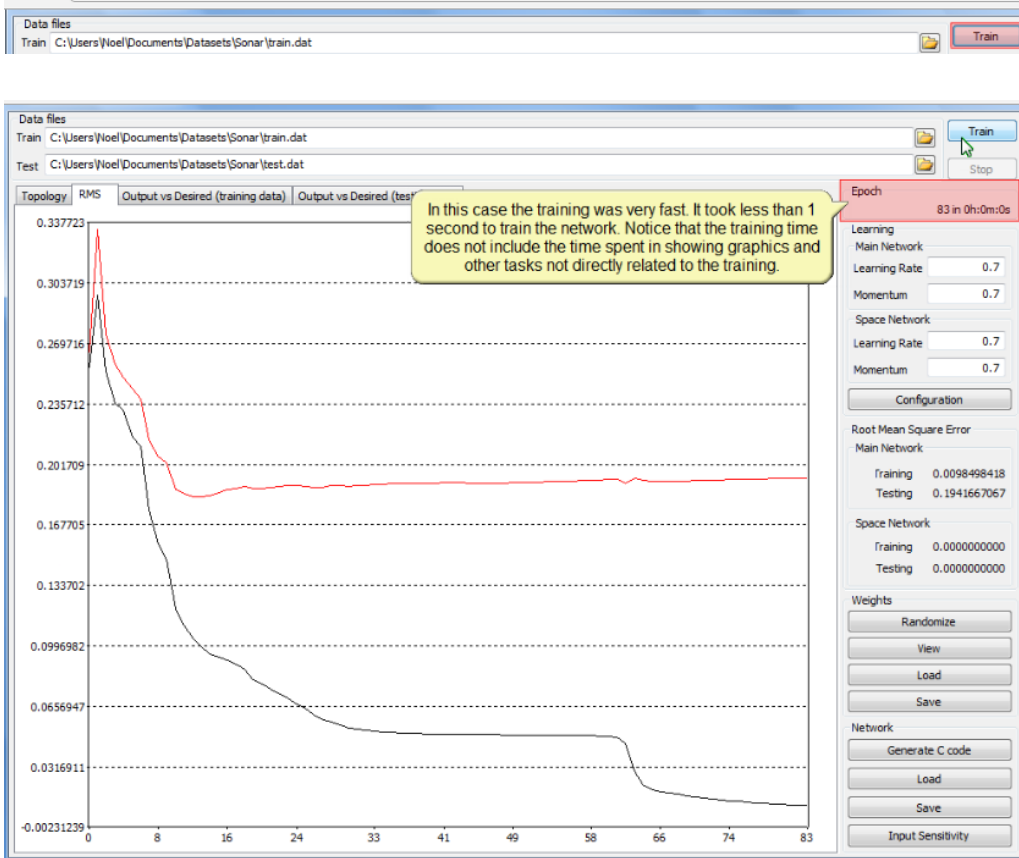 Data files
Train C:\Users\Noel\Documents\Datasets\Sonar\train.dat
Train
Data files
Train C:\Users\Noel\Documents\Datasets\Sonar\train.dat
Train
Test C:\Users\Noel\Documents\Datasets\Sonar\test.dat
Stop
Topology RMS Output vs Desired (training data) Output vs Desired
In this case the training was very fast. It took less than 1
second to train the network. Notice that the training time
does not include the time spent in showing graphics and
other tasks not directly related to the training.
Epoch
83 in 0h:0m:0s
Learning
Main Network
Learning Rate 0.7
Momentum 0.7
Space Network
Learning Rate 0.7
Momentum 0.7
Configuration
Root Mean Square Error
Main Network
Training 0.0098498418
Testing 0.1941667067
Space Network
Training 0.0000000000
Testing 0.0000000000
Weights
Randomize
View
Load
Save
Network
Generate C code
Load
Save
Input Sensitivity
0.337723
0.303719
0.269716
0.235712
0.201709
0.167705
0.133702
0.0996982
0.0656947
0.0316911
-0.00231239
0 8 16 24 33 41 49 58 66 74 83